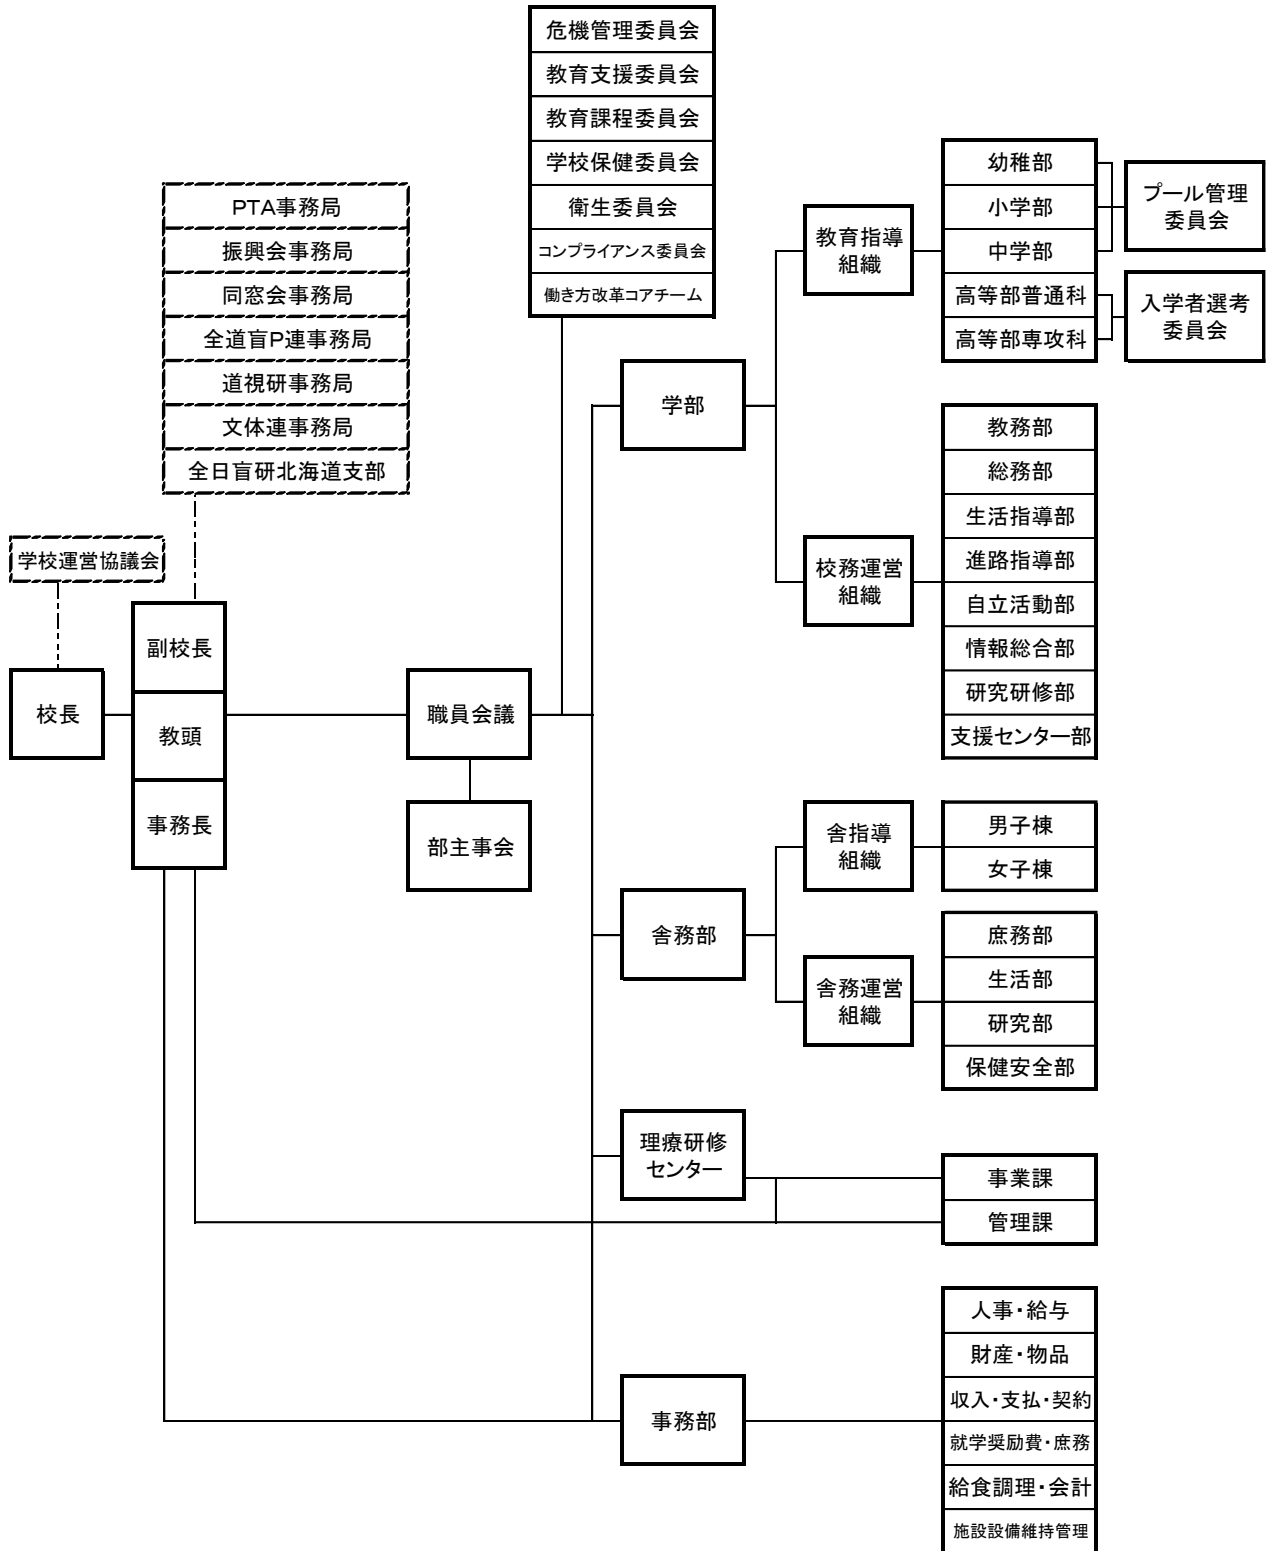 危機管理委員会
教育支援委員会
教育課程委員会
学校保健委員会
衛生委員会
コンプライアンス委員会
働き方改革コアチーム
PTA事務局
振興会事務局
同窓会事務局
全道盲P連事務局
道視研事務局
文体連事務局
全日盲研北海道支部
学校運営協議会
校長
副校長
教頭
事務長
職員会議
部主事会
学部
教育指導
組織
幼稚部
小学部
中学部
高等部普通科
高等部専攻科
プール管理
委員会
入学者選考
委員会
校務運営
組織
教務部
総務部
生活指導部
進路指導部
自立活動部
情報総合部
研究研修部
支援センター部
舎務部
舎指導
組織
男子棟
女子棟
舎務運営
組織
庶務部
生活部
研究部
保健安全部
理療研修
センター
事業課
管理課
事務部
人事・給与
財産・物品
収入・支払・契約
就学奨励費・庶務
給食調理・会計
施設設備維持管理